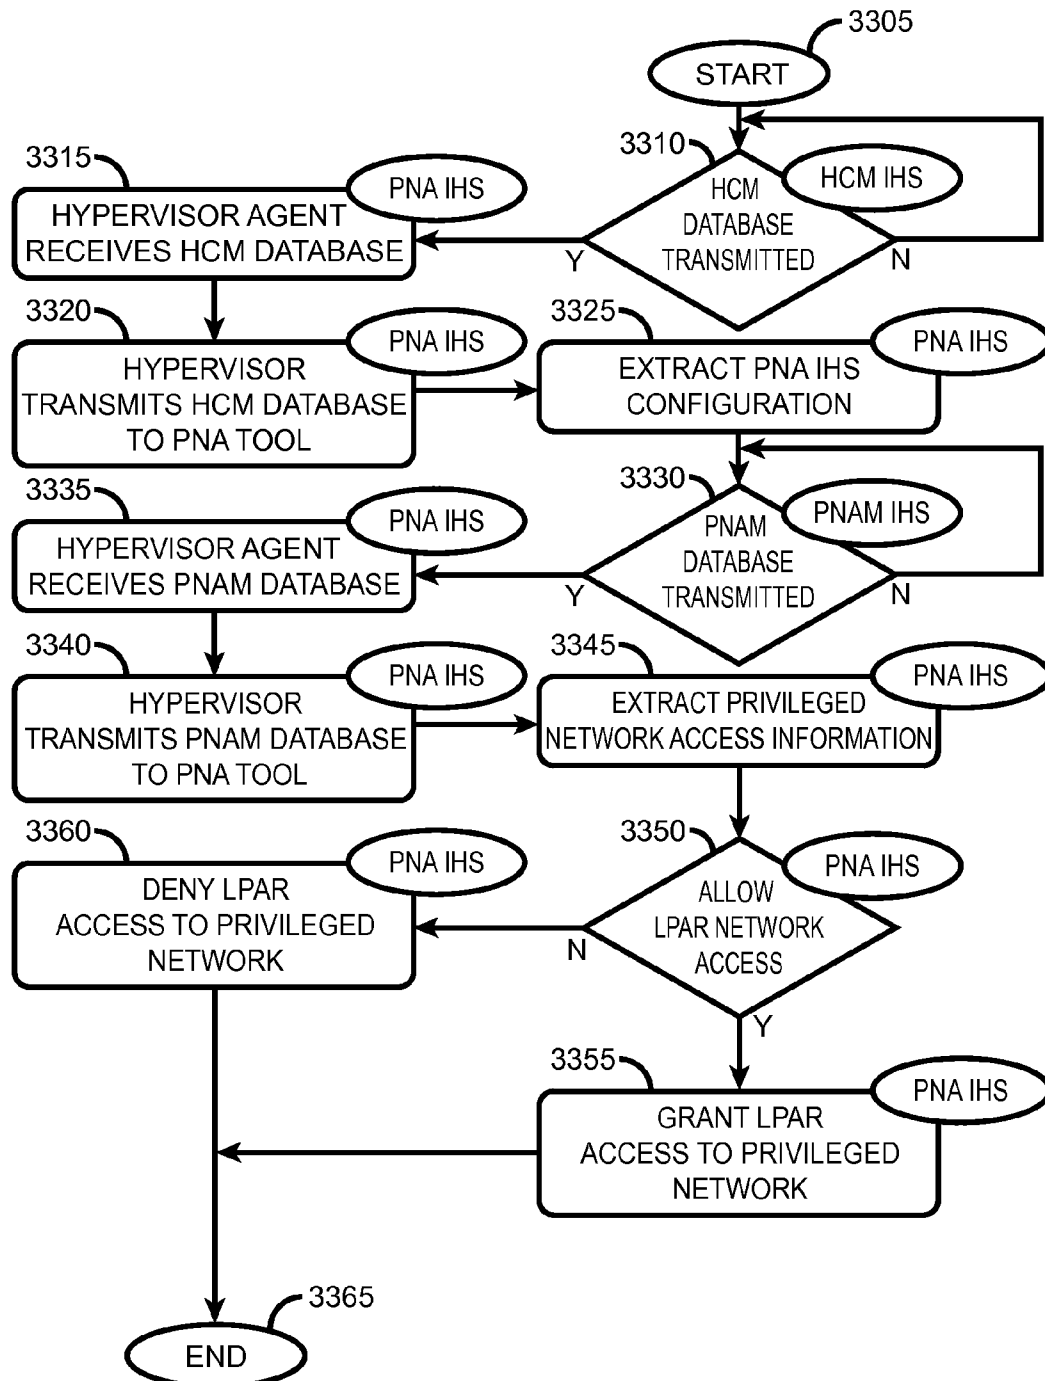 3305
START
3310
HCM IHS
HCM
DATABASE
TRANSMITTED
Y
N
3315
PNA IHS
HYPERVISOR AGENT
RECEIVES HCM DATABASE
3320
PNA IHS
HYPERVISOR
TRANSMITS HCM DATABASE
TO PNA TOOL
3325
PNA IHS
EXTRACT PNA IHS
CONFIGURATION
3330
PNAM IHS
PNAM
DATABASE
TRANSMITTED
Y
N
3335
PNA IHS
HYPERVISOR AGENT
RECEIVES PNAM DATABASE
3340
PNA IHS
HYPERVISOR
TRANSMITS PNAM DATABASE
TO PNA TOOL
3345
PNA IHS
EXTRACT PRIVILEGED
NETWORK ACCESS INFORMATION
3350
PNA IHS
ALLOW
LPAR NETWORK
ACCESS
N
Y
3360
PNA IHS
DENY LPAR
ACCESS TO PRIVILEGED
NETWORK
3355
PNA IHS
GRANT LPAR
ACCESS TO PRIVILEGED
NETWORK
3365
END